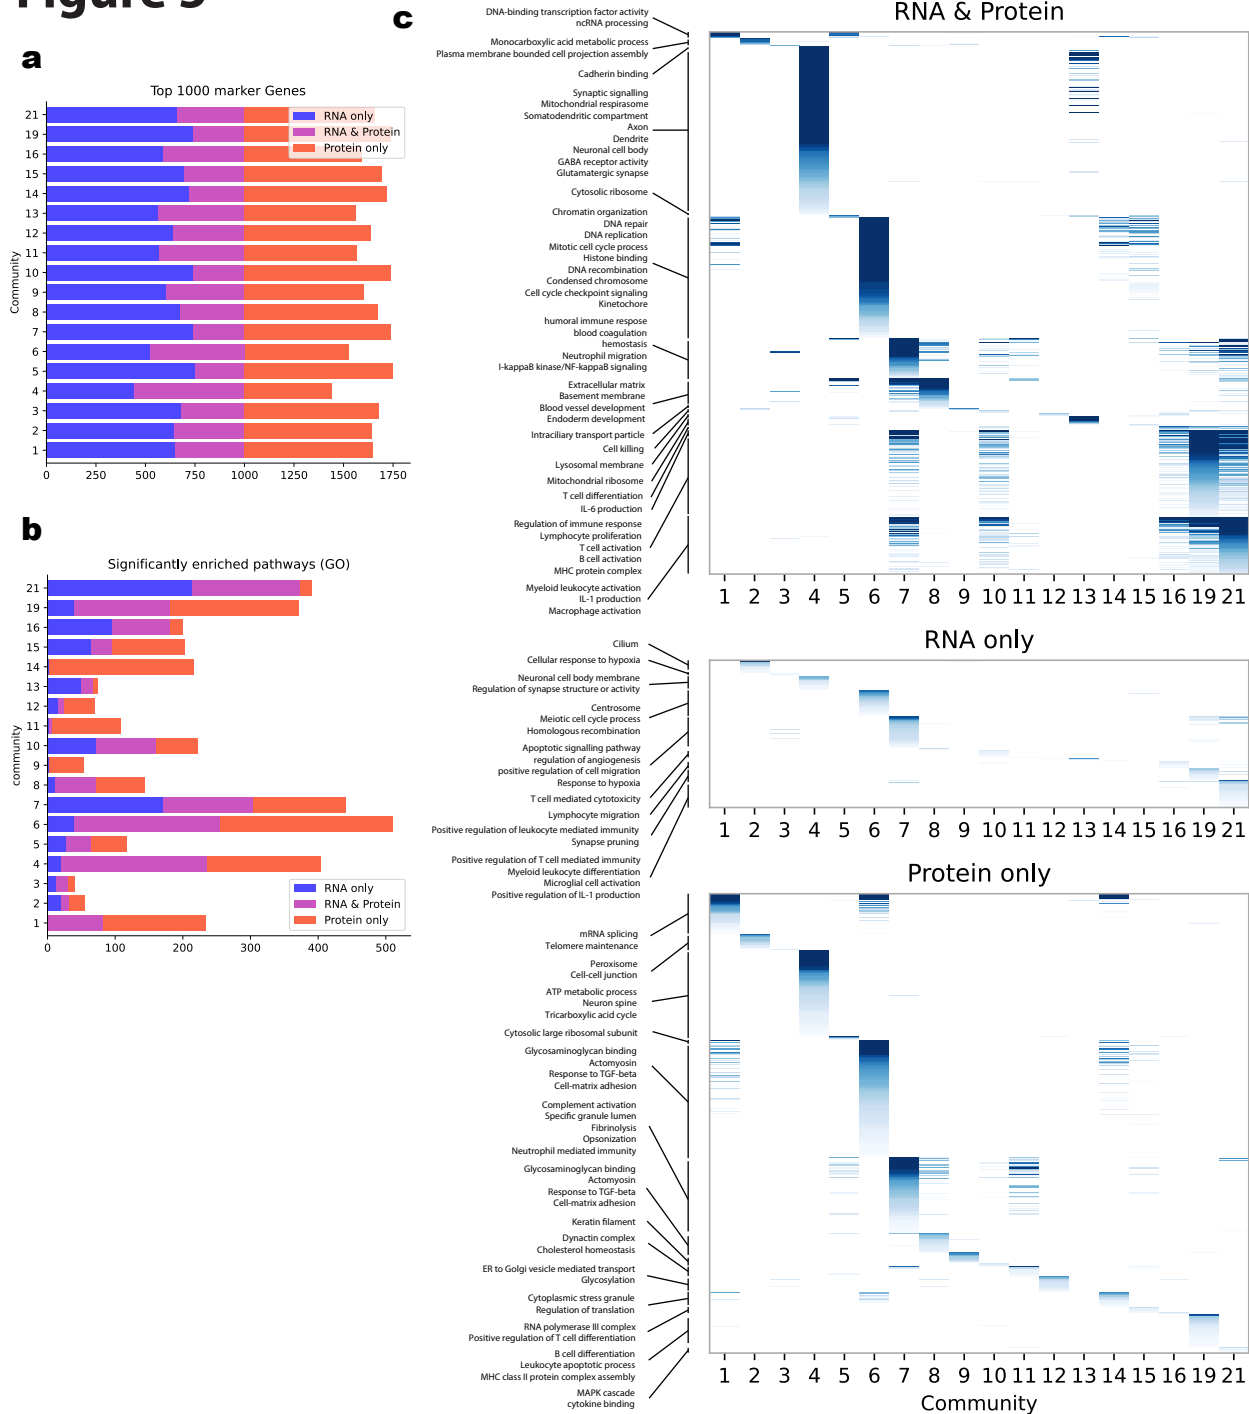 Figure 5
a
Top 1000 marker Genes
RNA only
RNA & Protein
Protein only
21
19
16
15
14
13
12
11
10
9
8
7
6
5
4
3
2
1
Community
0 250 500 750 1000 1250 1500 1750
b
Significantly enriched pathways (GO)
21
19
16
15
14
13
12
11
10
9
8
7
6
5
4
3
2
1
community
RNA only
RNA & Protein
Protein only
0 100 200 300 400 500
c
RNA & Protein
DNA-binding transcription factor activity
ncRNA processing
Monocarboxylic acid metabolic process
Plasma membrane bounded cell projection assembly
Cadherin binding
Synaptic signalling
Mitochondrial respirasome
Somatodendritic compartment
Axon
Dendrite
Neuronal cell body
GABA receptor activity
Glutamatergic synapse
Cytosolic ribosome
Chromatin organization
DNA repair
DNA replication
Mitotic cell cycle process
Histone binding
DNA recombination
Condensed chromosome
Cell cycle checkpoint signaling
Kinetochore
humoral immune respose
blood coagulation
hemostasis
Neutrophil migration
I-kappaB kinase/NF-kappaB signaling
Extracellular matrix
Basement membrane
Blood vessel development
Endoderm development
Intraciliary transport particle
Cell killing
Lysosomal membrane
Mitochondrial ribosome
T cell differentiation
IL-6 production
Regulation of immune response
Lymphocyte proliferation
T cell activation
B cell activation
MHC protein complex
Myeloid leukocyte activation
IL-1 production
Macrophage activation
1 2 3 4 5 6 7 8 9 10 11 12 13 14 15 16 19 21
RNA only
Cilium
Cellular response to hypoxia
Neuronal cell body membrane
Regulation of synapse structure or activity
Centrosome
Meiotic cell cycle process
Homologous recombination
Apoptotic signalling pathway
regulation of angiogenesis
positive regulation of cell migration
Response to hypoxia
T cell mediated cytotoxicity
Lymphocyte migration
Positive regulation of leukocyte mediated immunity
Synapse pruning
Positive regulation of T cell mediated immunity
Myeloid leukocyte differentiation
Microglial cell activation
Positive regulation of IL-1 production
1 2 3 4 5 6 7 8 9 10 11 12 13 14 15 16 19 21
Protein only
mRNA splicing
Telomere maintenance
Peroxisome
Cell-cell junction
ATP metabolic process
Neuron spine
Tricarboxylic acid cycle
Cytosolic large ribosomal subunit
Glycosaminoglycan binding
Actomyosin
Response to TGF-beta
Cell-matrix adhesion
Complement activation
Specific granule lumen
Fibrinolysis
Opsonization
Neutrophil mediated immunity
Glycosaminoglycan binding
Actomyosin
Response to TGF-beta
Cell-matrix adhesion
Keratin filament
Dynactin complex
Cholesterol homeostasis
ER to Golgi vesicle mediated transport
Glycosylation
Cytoplasmic stress granule
Regulation of translation
RNA polymerase III complex
Positive regulation of T cell differentiation
B cell differentiation
Leukocyte apoptotic process
MHC class II protein complex assembly
MAPK cascade
cytokine binding
1 2 3 4 5 6 7 8 9 10 11 12 13 14 15 16 19 21
Community